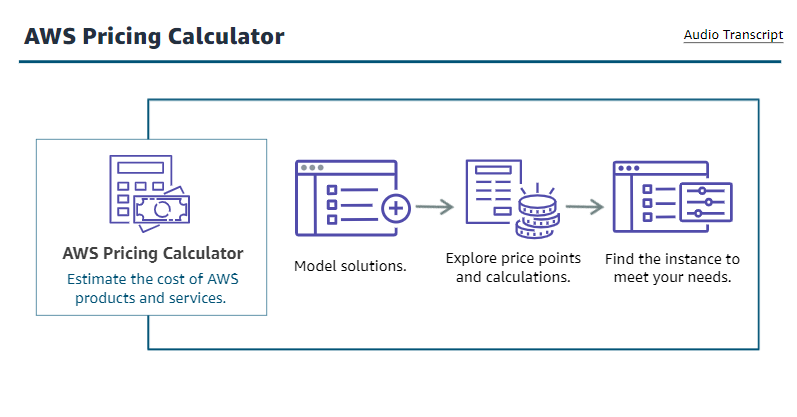 AWS Pricing Calculator
Audio Transcript
AWS Pricing Calculator
Estimate the cost of AWS
products and services.
Model solutions.
Explore price points
and calculations.
Find the instance to
meet your needs.